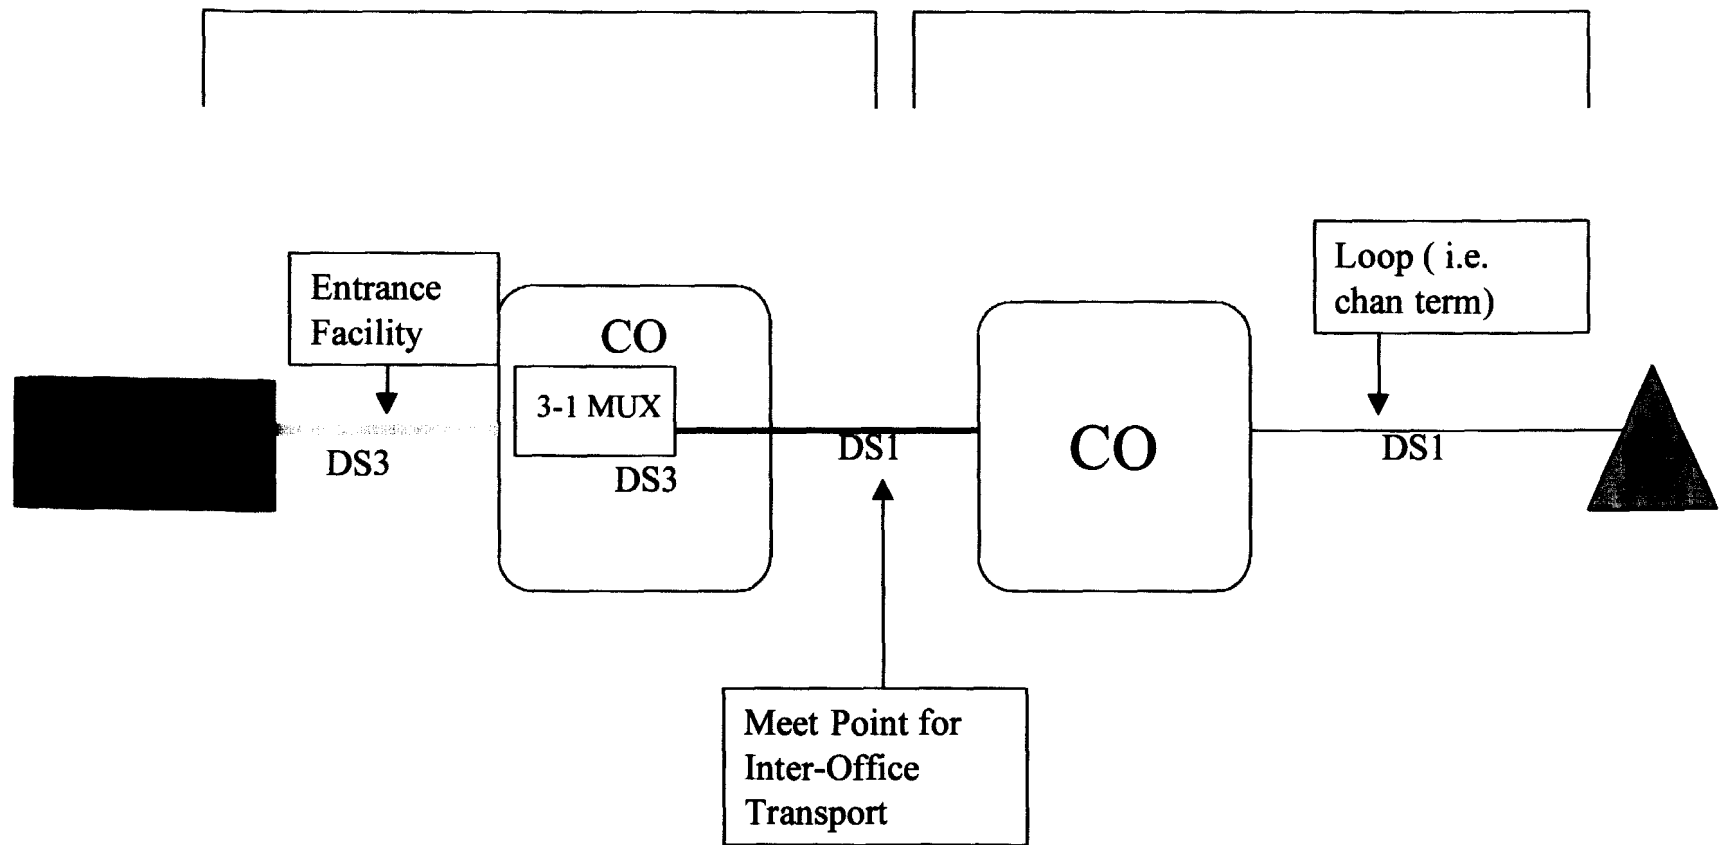 Entrance
Facility
CO
3-1 MUX
DS3
DS3
DS1
Meet Point for
Inter-Office
Transport
CO
Loop ( i.e.
chan term)
DS1